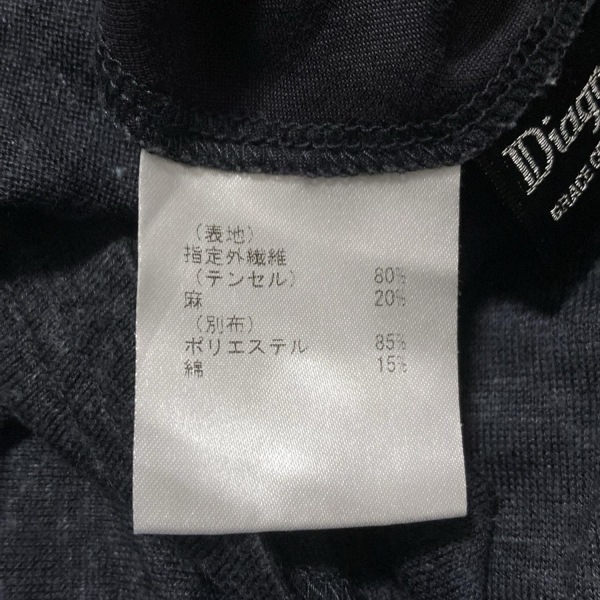 （表地）
指定外繊維
（テンセル） 80%
麻 20%
（別布）
ポリエステル 85%
綿 15%
Diag
GRACE CO